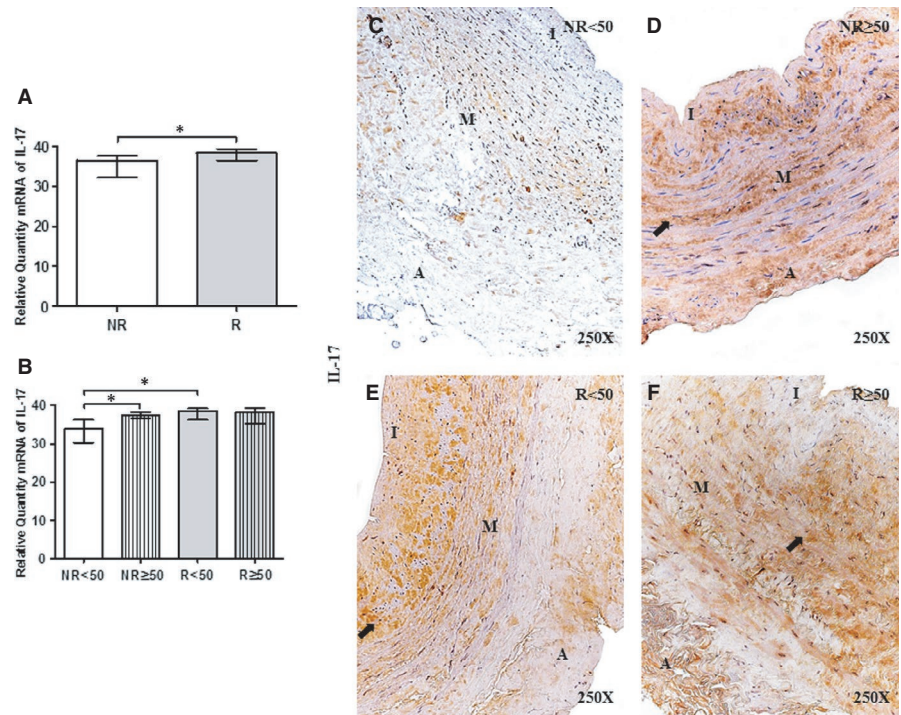 A
Relative Quantity mRNA of IL-17
40
30
20
10
0
*
NR
R
B
Relative Quantity mRNA of IL-17
40
30
20
10
0
*
*
NR<50
NR≥50
R<50
R≥50
IL-17
C
I
NR<50
M
A
250X
D
NR≥50
I
M
A
250X
E
R<50
I
M
A
250X
F
I
R≥50
M
A
250X